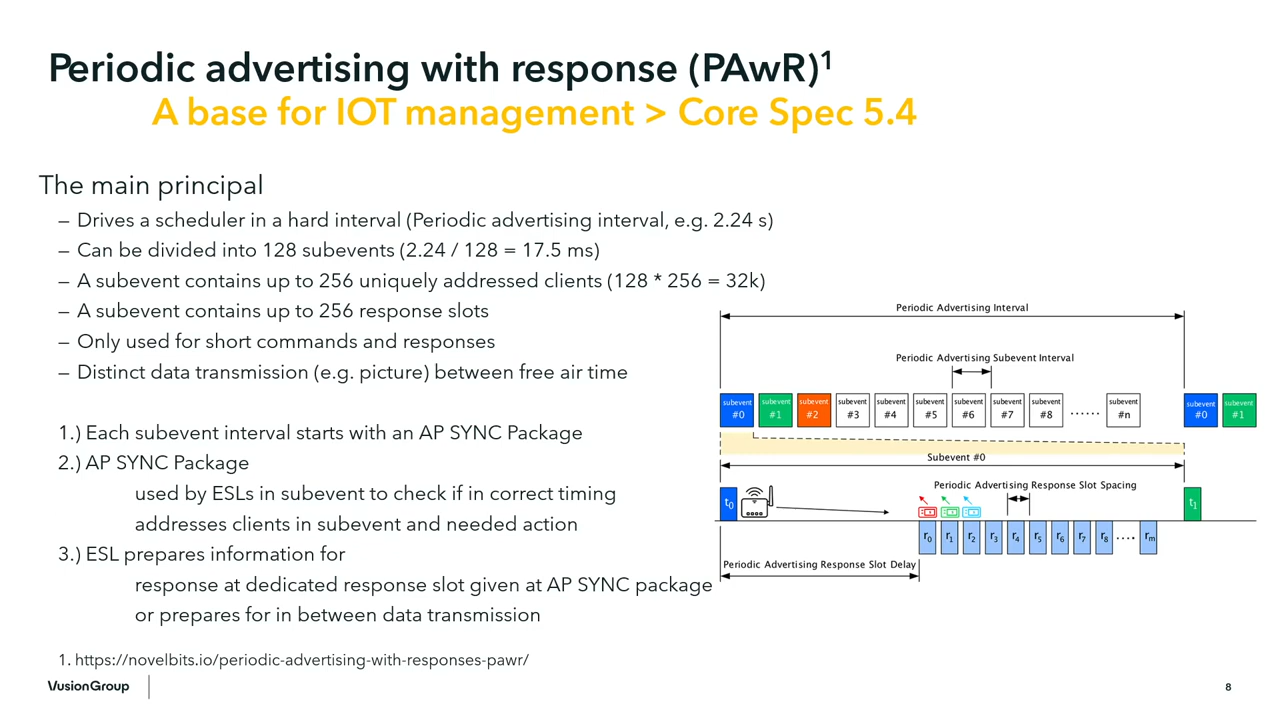 Periodic advertising with response (PAwR)1
A base for IOT management > Core Spec 5.4
The main principal
– Drives a scheduler in a hard interval (Periodic advertising interval, e.g. 2.24 s)
– Can be divided into 128 subevents (2.24 / 128 = 17.5 ms)
– A subevent contains up to 256 uniquely addressed clients (128 * 256 = 32k)
– A subevent contains up to 256 response slots
– Only used for short commands and responses
– Distinct data transmission (e.g. picture) between free air time
1.) Each subevent interval starts with an AP SYNC Package
2.) AP SYNC Package
used by ESLs in subevent to check if in correct timing
addresses clients in subevent and needed action
3.) ESL prepares information for
response at dedicated response slot given at AP SYNC package
or prepares for in between data transmission
Periodic Advertising Interval
Periodic Advertising Subevent Interval
subevent subevent subevent subevent subevent subevent subevent subevent subevent subevent subevent subevent
#0 #1 #2 #3 #4 #5 #6 #7 #8 ...... #n #0 #1
Subevent #0
Periodic Advertising Response Slot Spacing
t0 t1
r0 r1 r2 r3 r4 r5 r6 r7 r8 .... rm
Periodic Advertising Response Slot Delay
1. https://novelbits.io/periodic-advertising-with-responses-pawr/
VusionGroup
8